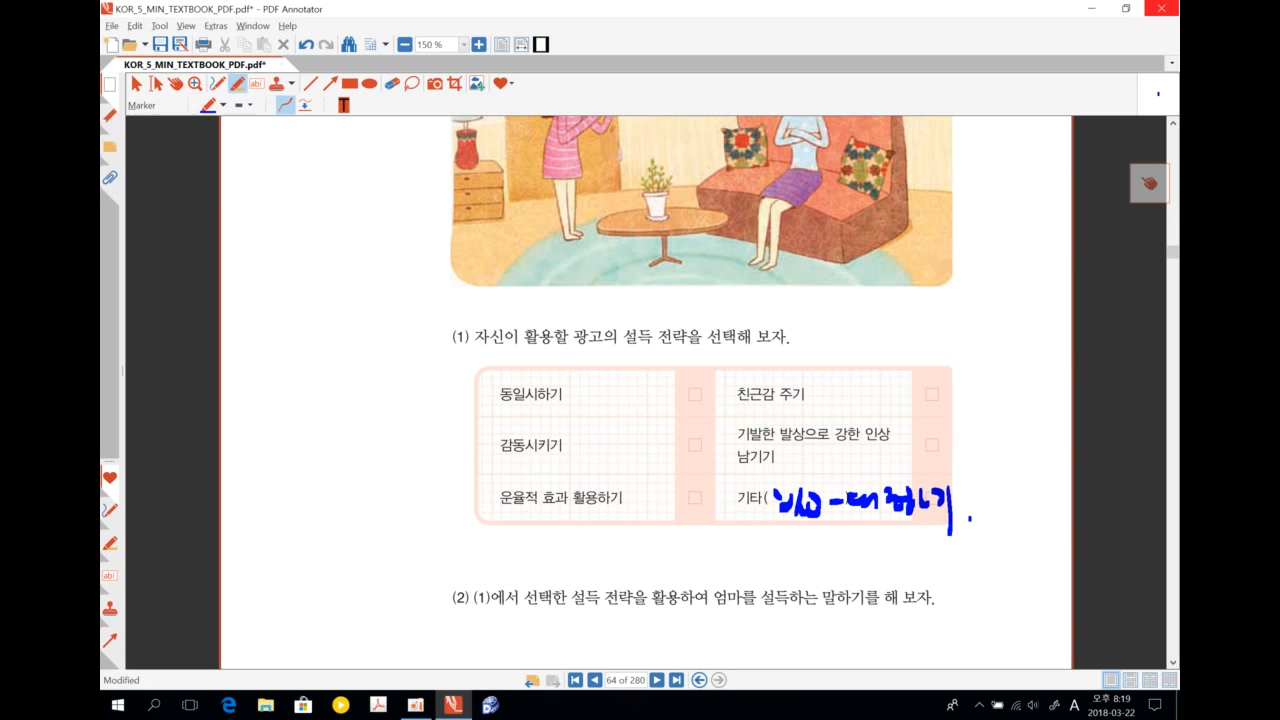 KOR_5_MIN_TEXTBOOK_PDF.pdf* - PDF Annotator
File Edit Tool View Extras Window Help
150 %
KOR_5_MIN_TEXTBOOK_PDF.pdf*
Marker
(1) 자신이 활용할 광고의 설득 전략을 선택해 보자.
동일시하기 친근감 주기
감동시키기 기발한 발상으로 강한 인상
남기기
운율적 효과 활용하기 기타(
(2) (1)에서 선택한 설득 전략을 활용하여 엄마를 설득하는 말하기를 해 보자.
64 of 280
Modified
A 오후 8:19
2018-03-22